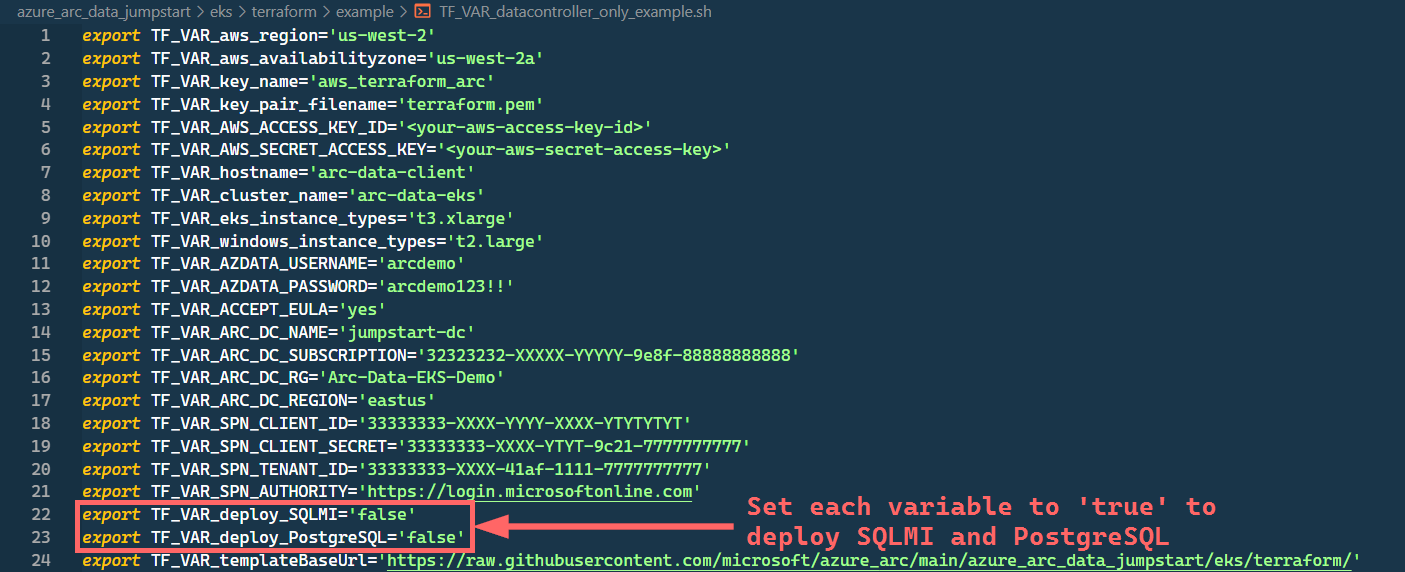 azure_arc_data_jumpstart > eks > terraform > example > TF_VAR_datacontroller_only_example.sh
1 export TF_VAR_aws_region='us-west-2'
2 export TF_VAR_aws_availabilityzone='us-west-2a'
3 export TF_VAR_key_name='aws_terraform_arc'
4 export TF_VAR_key_pair_filename='terraform.pem'
5 export TF_VAR_AWS_ACCESS_KEY_ID='<your-aws-access-key-id>'
6 export TF_VAR_AWS_SECRET_ACCESS_KEY='<your-aws-secret-access-key>'
7 export TF_VAR_hostname='arc-data-client'
8 export TF_VAR_cluster_name='arc-data-eks'
9 export TF_VAR_eks_instance_types='t3.xlarge'
10 export TF_VAR_windows_instance_types='t2.large'
11 export TF_VAR_AZDATA_USERNAME='arcdemo'
12 export TF_VAR_AZDATA_PASSWORD='arcdemo123!!'
13 export TF_VAR_ACCEPT_EULA='yes'
14 export TF_VAR_ARC_DC_NAME='jumpstart-dc'
15 export TF_VAR_ARC_DC_SUBSCRIPTION='32323232-XXXXX-YYYYY-9e8f-88888888888'
16 export TF_VAR_ARC_DC_RG='Arc-Data-EKS-Demo'
17 export TF_VAR_ARC_DC_REGION='eastus'
18 export TF_VAR_SPN_CLIENT_ID='33333333-XXXX-YYYY-XXXX-YTYTYTYT'
19 export TF_VAR_SPN_CLIENT_SECRET='33333333-XXXX-YTYT-9c21-7777777777'
20 export TF_VAR_SPN_TENANT_ID='33333333-XXXX-41af-1111-7777777777'
21 export TF_VAR_SPN_AUTHORITY='https://login.microsoftonline.com'
22 export TF_VAR_deploy_SQLMI='false'
23 export TF_VAR_deploy_PostgreSQL='false'
Set each variable to 'true' to
deploy SQLMI and PostgreSQL
24 export TF_VAR_templateBaseUrl='https://raw.githubusercontent.com/microsoft/azure_arc/main/azure_arc_data_jumpstart/eks/terraform/'